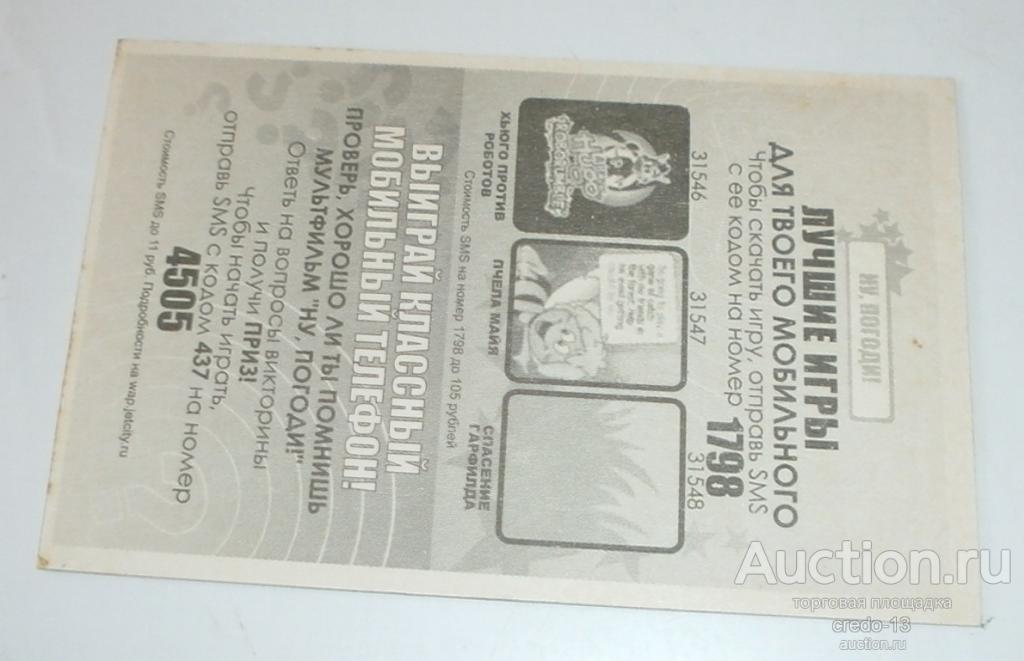 НУ, ПОГОДИ!
ЛУЧШИЕ ИГРЫ
ДЛЯ ТВОЕГО МОБИЛЬНОГО
Чтобы скачать игру, отправь SMS
с ее кодом на номер 1798
31546
31547
31548
ХЬЮГО ПРОТИВ
РОБОТОВ
ПЧЕЛА МАЙЯ
СПАСЕНИЕ
ГАРФИЛДА
Стоимость SMS на номер 1798 до 105 рублей
ВЫИГРАЙ КЛАССНЫЙ
МОБИЛЬНЫЙ ТЕЛЕФОН!
ПРОВЕРЬ, ХОРОШО ЛИ ТЫ ПОМНИШЬ
МУЛЬТФИЛЬМ "НУ, ПОГОДИ!"
Ответь на вотросы викторины
и получи ПРИЗ!
Чтобы начать играть,
отправь SMS с кодом 437 на номер
4505
Стоимость SMS до 11 руб. Подробности на wap.jetcity.ru
Auction.ru
торговая площадка
credo-13
auction.ru